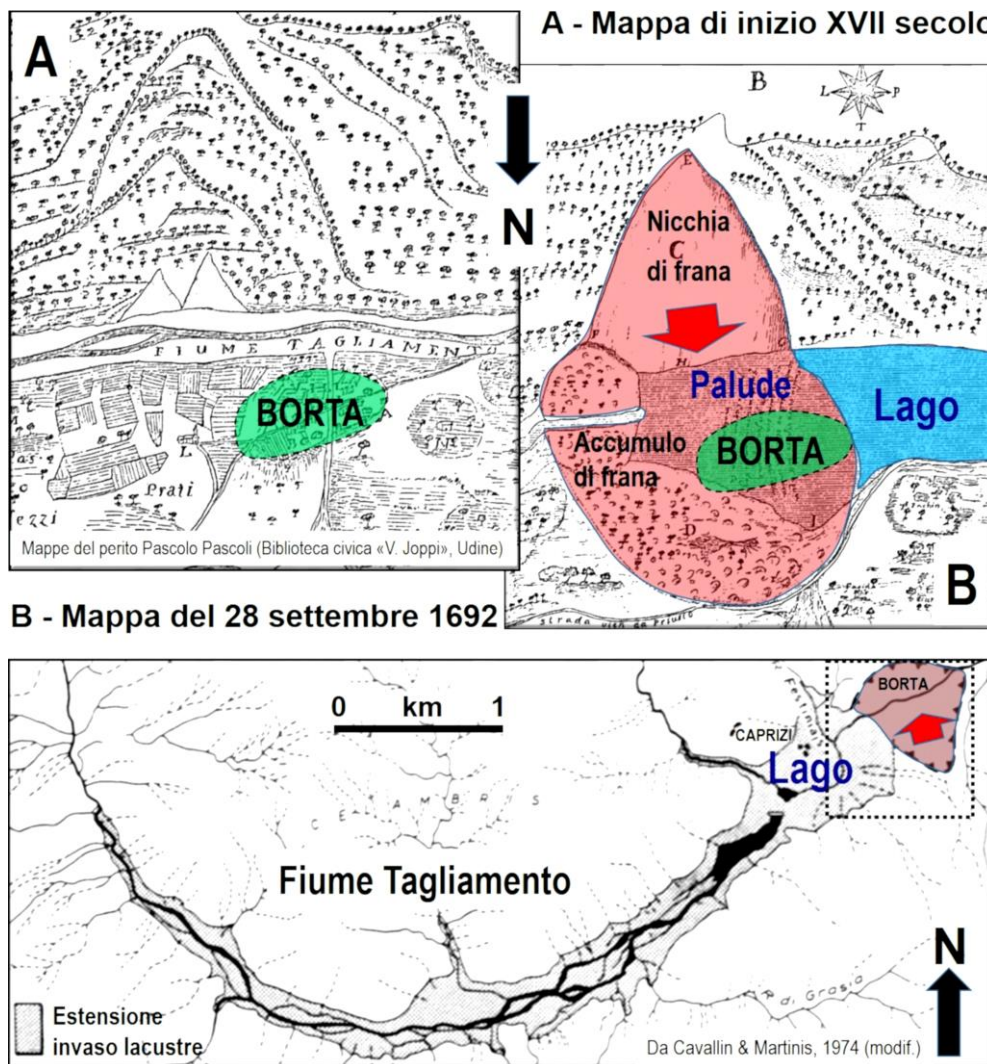 A - Mappa di inizio XVII secolo
A
N
FIUME TAGLIAMENTO
BORTA
L
Prati
ezzi
Mappe del perito Pascolo Pascoli (Biblioteca civica «V. Joppi», Udine)
B
L
P
T
E
Nicchia
C
di frana
F
G
H
Palude
Lago
Accumulo
di frana
BORTA
I
D
B
B - Mappa del 28 settembre 1692
0 km 1
BORTA
CAPRIZI
Lago
Fiume Tagliamento
N
Estensione
invaso lacustre
Da Cavallin & Martinis, 1974 (modif.)